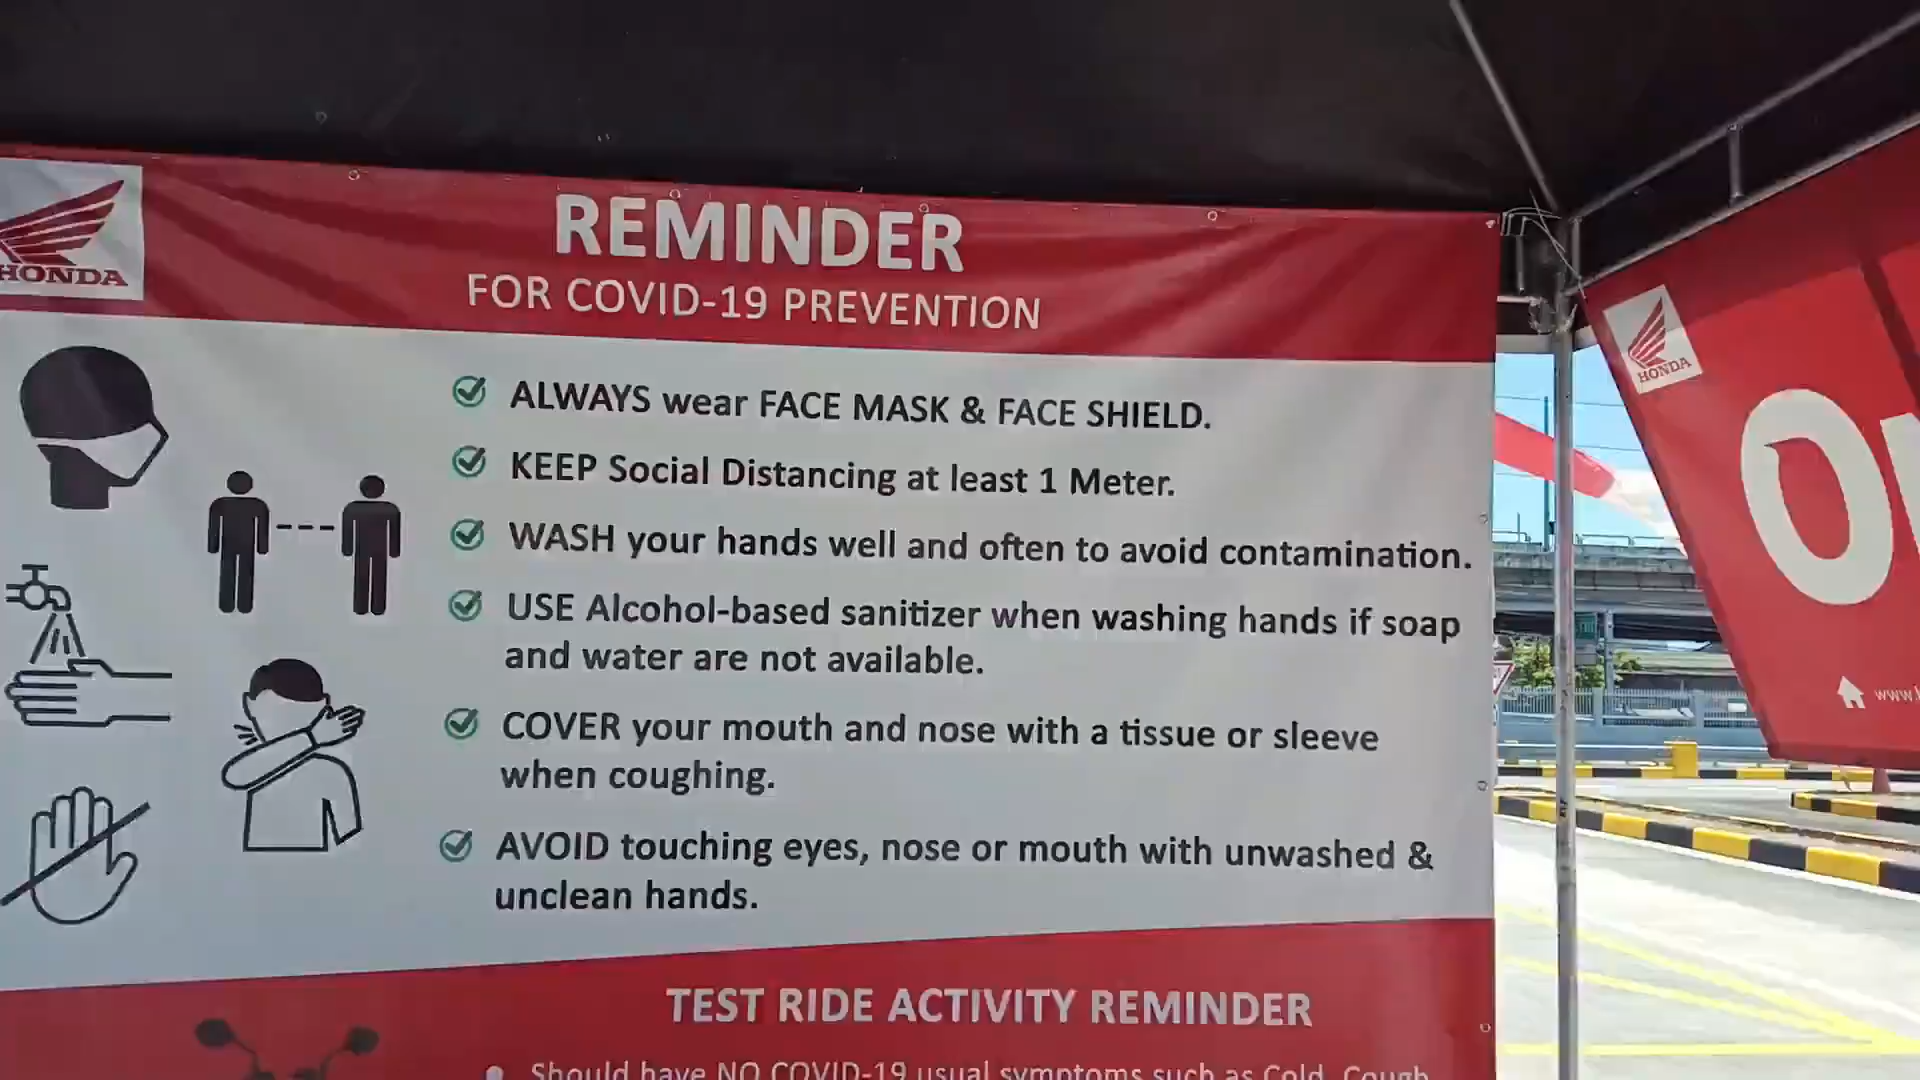 HONDA
REMINDER
FOR COVID-19 PREVENTION
ALWAYS wear FACE MASK & FACE SHIELD.
KEEP Social Distancing at least 1 Meter.
WASH your hands well and often to avoid contamination.
USE Alcohol-based sanitizer when washing hands if soap
and water are not available.
COVER your mouth and nose with a tissue or sleeve
when coughing.
AVOID touching eyes, nose or mouth with unwashed &
unclean hands.
TEST RIDE ACTIVITY REMINDER
Should have NO COVID-19 usual symptoms such as Cold, Cough
HONDA
www.